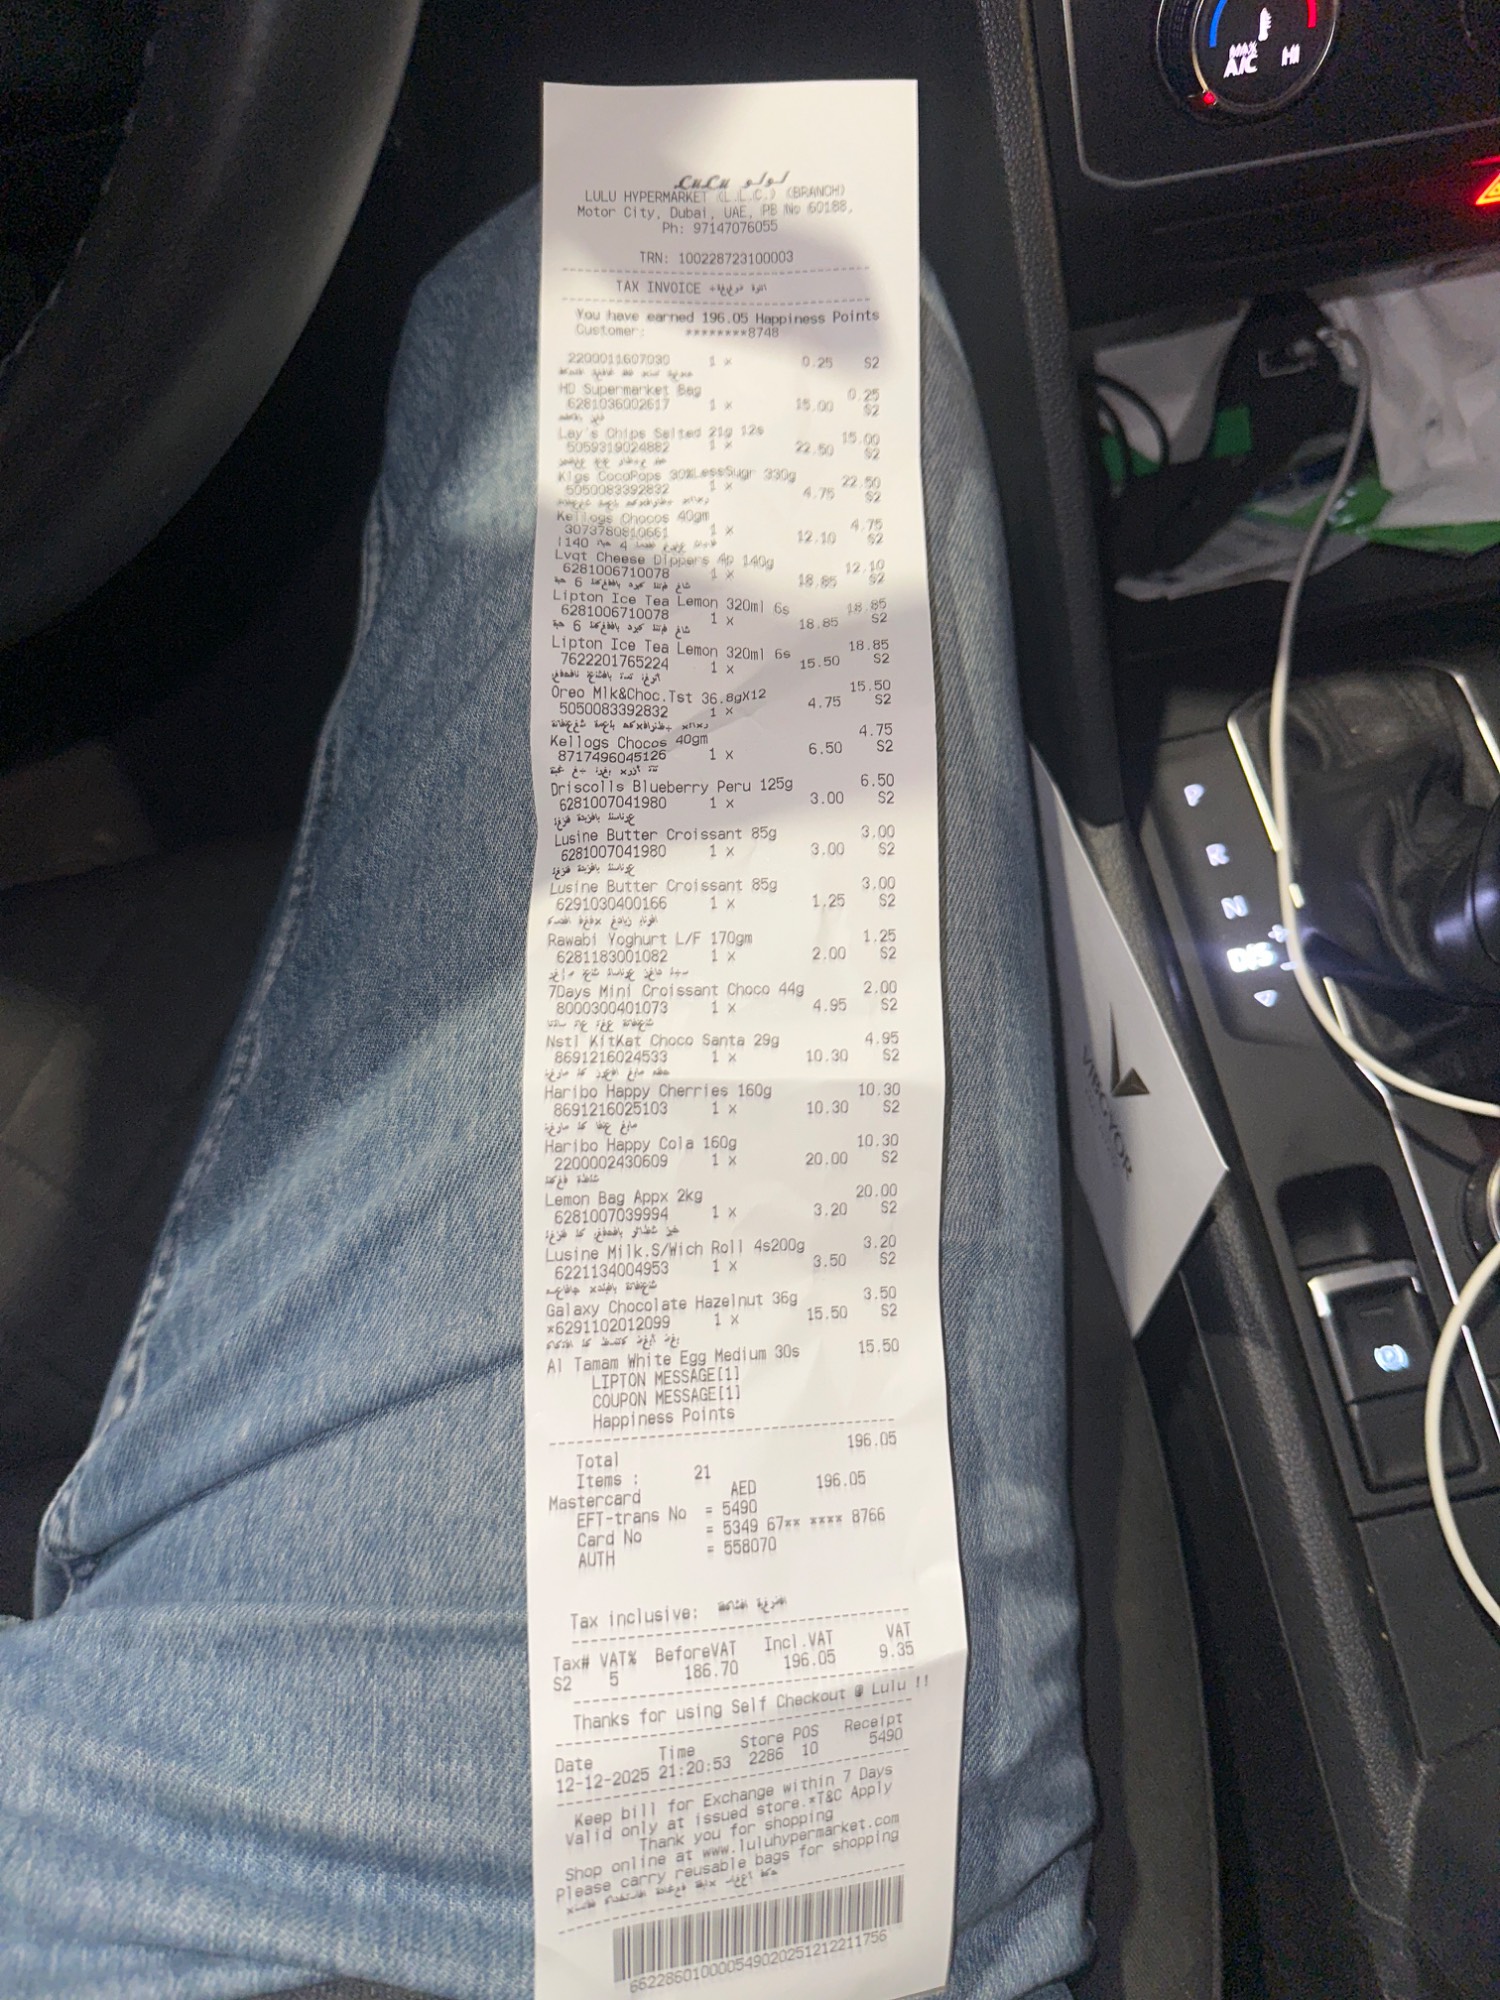 LuLu لولو
LULU HYPERMARKET (L.L.C.) (BRANCH)
Motor City, Dubai, UAE, PB No 60188,
Ph: 97147076055
TRN: 100228723100003
TAX INVOICE
You have earned 196.05 Happiness Points
Customer: ********8748
2200011607030 1 x 0.25 S2
HD Supermarket Bag 0.25
6281036002617 1 x 15.00 S2
Lay's Chips Salted 21g 12s 15.00
5059319024882 1 x 22.50 S2
Klgs CocoPops 30%LessSugr 330g 22.50
5050083392832 1 x 4.75 S2
Kellogs Chocos 40gm 4.75
3073780810661 1 x 12.10 S2
Lvqt Cheese Dippers 4p 140g 12.10
6281006710078 1 x 18.85 S2
Lipton Ice Tea Lemon 320ml 6s 18.85
6281006710078 1 x 18.85 S2
Lipton Ice Tea Lemon 320ml 6s 18.85
7622201765224 1 x 15.50 S2
Oreo Mlk&Choc.Tst 36.8gX12 15.50
5050083392832 1 x 4.75 S2
Kellogs Chocos 40gm 4.75
8717496045126 1 x 6.50 S2
Driscolls Blueberry Peru 125g 6.50
6281007041980 1 x 3.00 S2
Lusine Butter Croissant 85g 3.00
6281007041980 1 x 3.00 S2
Lusine Butter Croissant 85g 3.00
6291030400166 1 x 1.25 S2
Rawabi Yoghurt L/F 170gm 1.25
6281183001082 1 x 2.00 S2
7Days Mini Croissant Choco 44g 2.00
8000300401073 1 x 4.95 S2
Nstl KitKat Choco Santa 29g 4.95
8691216024533 1 x 10.30 S2
Haribo Happy Cherries 160g 10.30
8691216025103 1 x 10.30 S2
Haribo Happy Cola 160g 10.30
2200002430609 1 x 20.00 S2
Lemon Bag Appx 2kg 20.00
6281007039994 1 x 3.20 S2
Lusine Milk.S/Wich Roll 4s200g 3.20
6221134004953 1 x 3.50 S2
Galaxy Chocolate Hazelnut 36g 3.50
*6291102012099 1 x 15.50 S2
Al Tamam White Egg Medium 30s 15.50
LIPTON MESSAGE[1]
COUPON MESSAGE[1]
Happiness Points
Total 196.05
Items : 21
Mastercard AED 196.05
EFT-trans No = 5490
Card No = 5349 67** **** 8766
AUTH = 558070
Tax inclusive:
Tax# VAT% BeforeVAT Incl.VAT VAT
S2 5 186.70 196.05 9.35
Thanks for using Self Checkout @ Lulu !!
Date Time Store POS Receipt
12-12-2025 21:20:53 2286 10 5490
Keep bill for Exchange within 7 Days
Valid only at issued store.*T&C Apply
Thank you for shopping
Shop online at www.luluhypermarket.com
Please carry reusable bags for shopping
662286010000549020251212211756
MAX A/C HI
P
R
N
D/S
+
-
VIROYOR